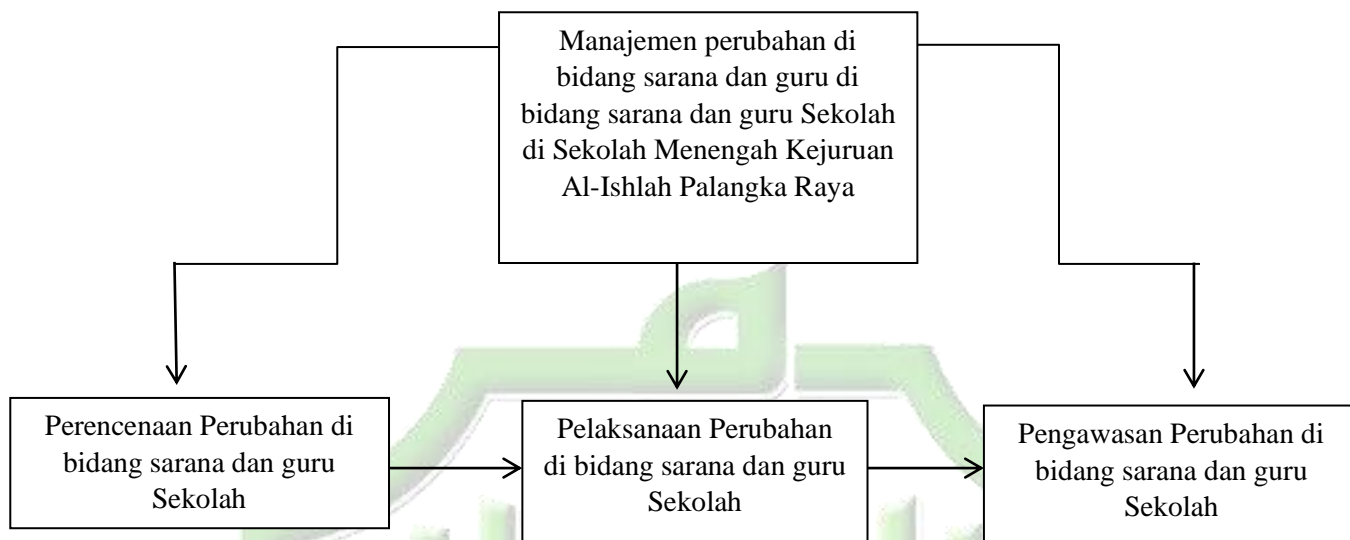 Manajemen perubahan di
bidang sarana dan guru di
bidang sarana dan guru Sekolah
di Sekolah Menengah Kejuruan
Al-Ishlah Palangka Raya
Perencenaan Perubahan di
bidang sarana dan guru
Sekolah
Pelaksanaan Perubahan
di bidang sarana dan guru
Sekolah
Pengawasan Perubahan di
bidang sarana dan guru
Sekolah